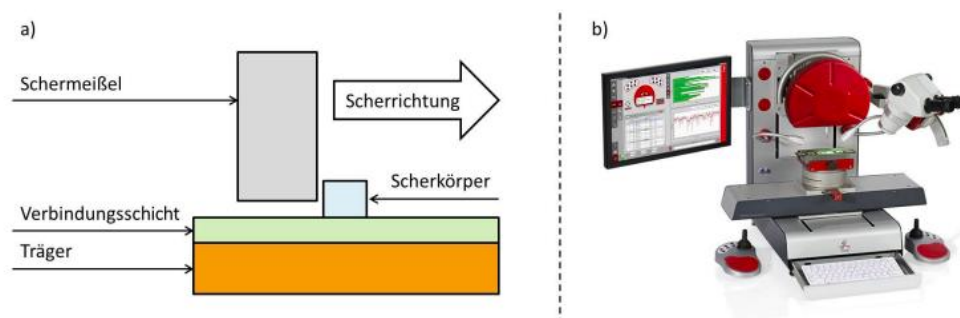 a)
Schermeißel
Scherrichtung
Scherkörper
Verbindungsschicht
Träger
b)